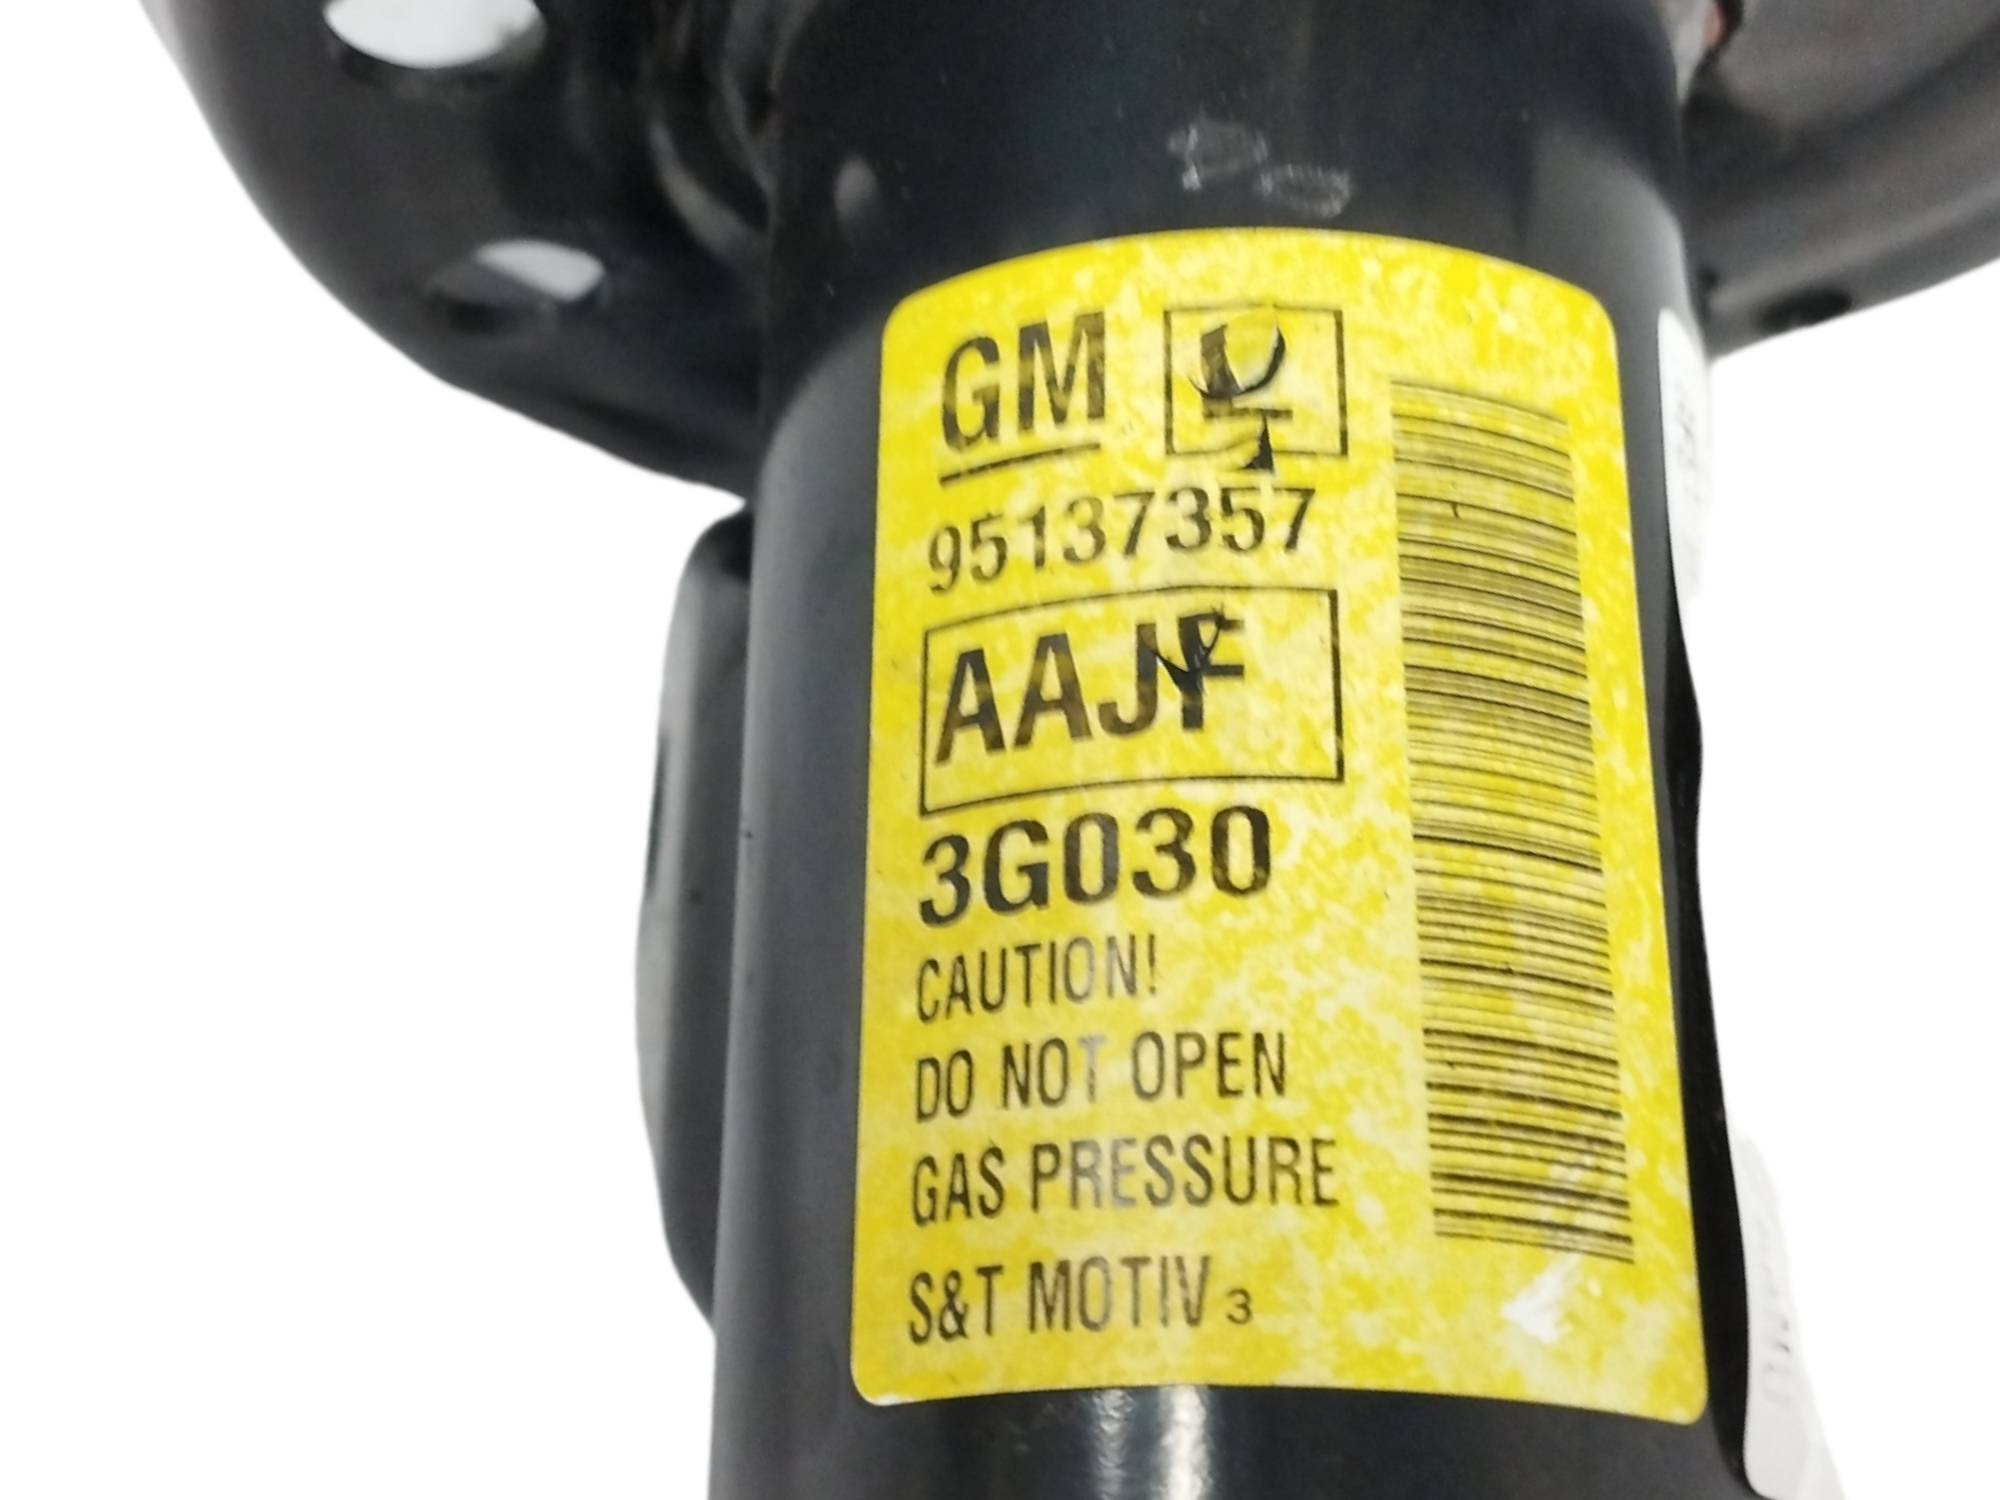 GM
95137357
AAJF
3G030
CAUTION!
DO NOT OPEN
GAS PRESSURE
S&T MOTIV 3